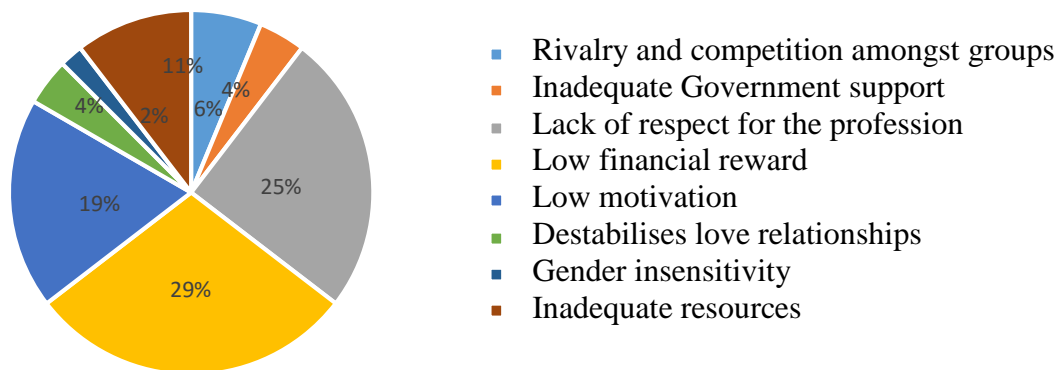 11%
6%
4%
4%
2%
25%
19%
29%
Rivalry and competition amongst groups
Inadequate Government support
Lack of respect for the profession
Low financial reward
Low motivation
Destabilises love relationships
Gender insensitivity
Inadequate resources